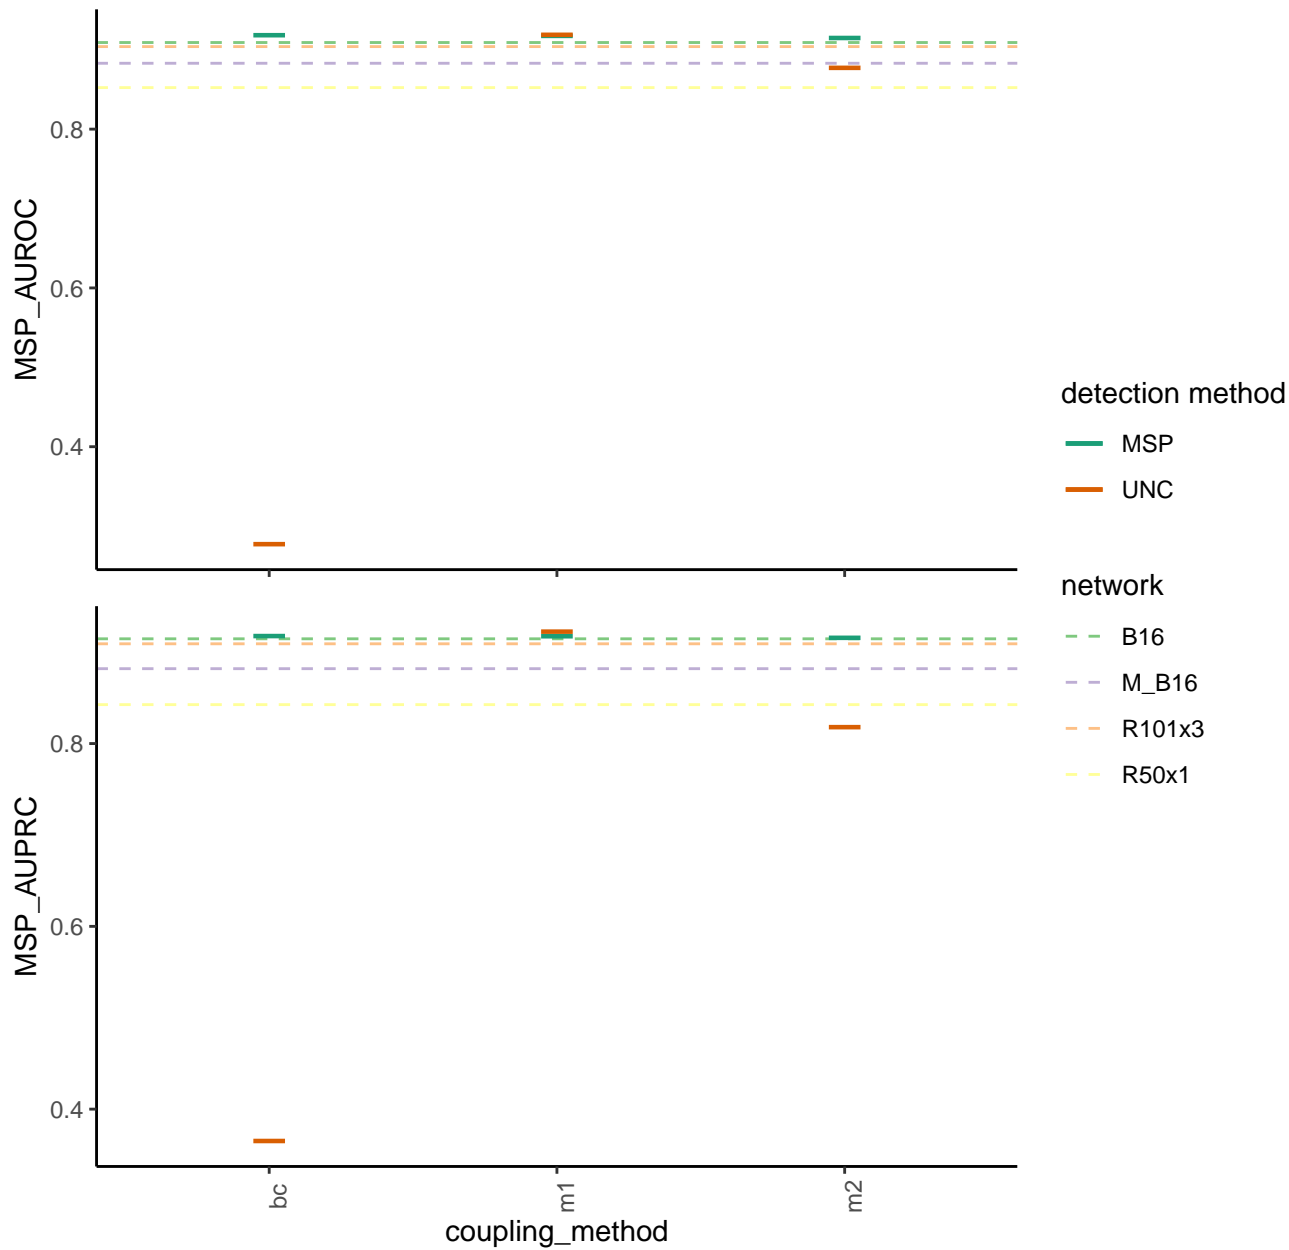 MSP_AUROC
0.8
0.6
0.4
MSP_AUPRC
0.8
0.6
0.4
bc
m1
m2
coupling_method
detection method
MSP
UNC
network
B16
M_B16
R101x3
R50x1